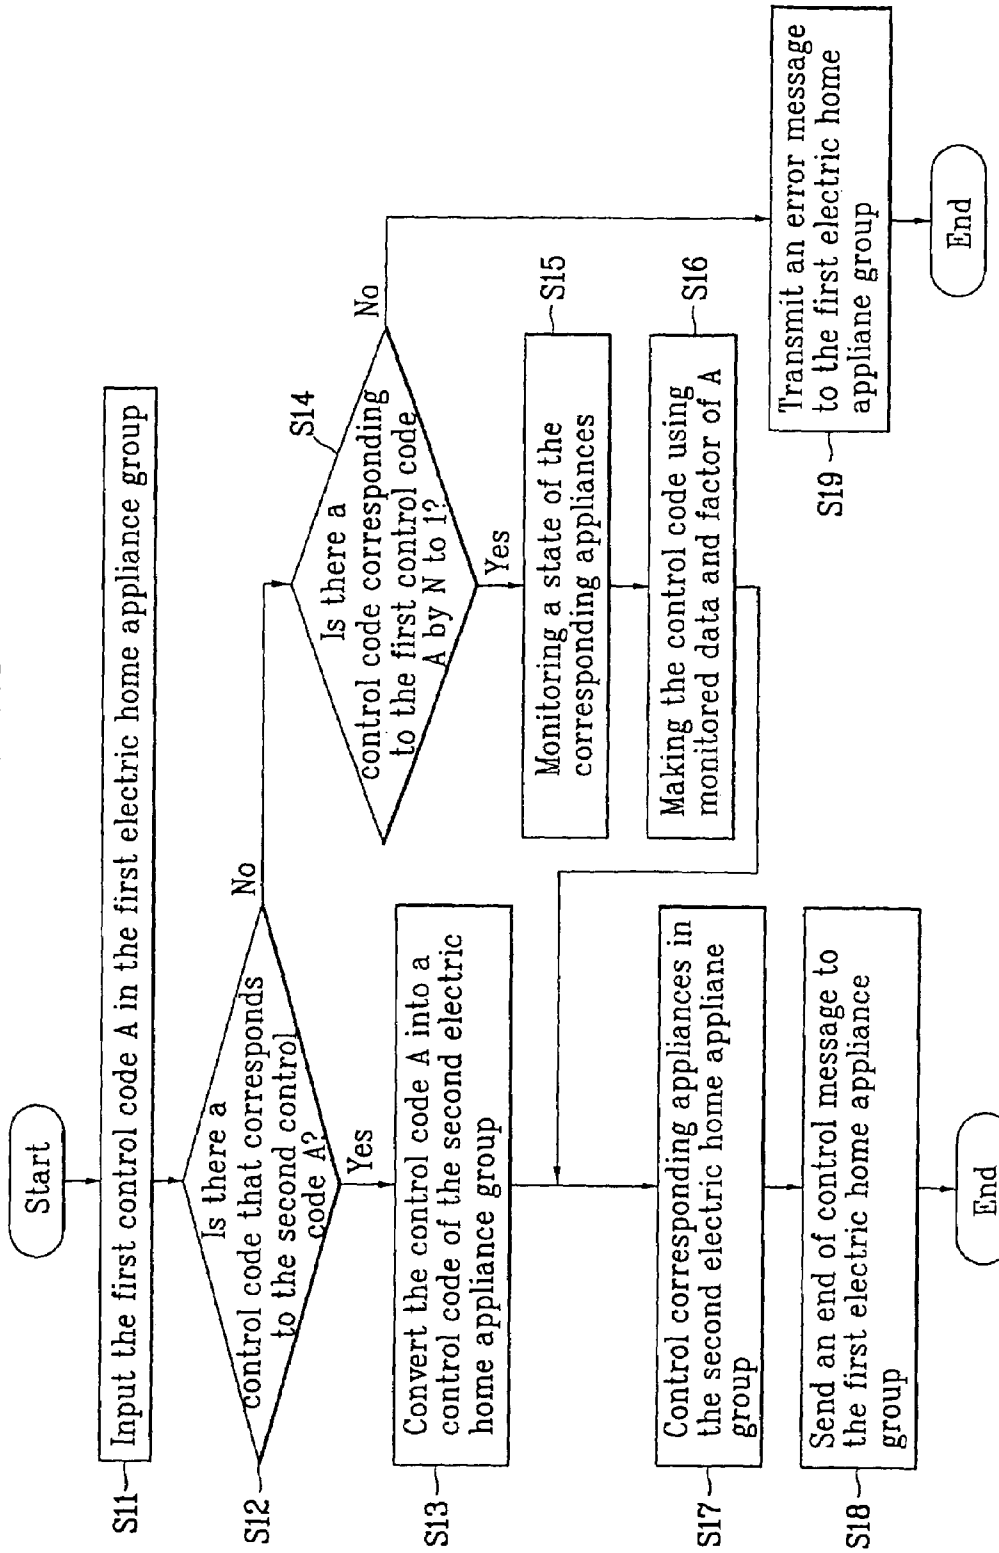 Start
S11
Input the first control code A in the first electric home appliance group
S12
Is there a
control code that corresponds
to the second control
code A?
No
Yes
S13
Convert the control code A into a
control code of the second electric
home appliance group
S14
Is there a
control code corresponding
to the first control code
A by N to 1?
No
Yes
S15
Monitoring a state of the
corresponding appliances
S16
Making the control code using
monitored data and factor of A
S17
Control corresponding appliances in
the second electric home appliane
group
S18
Send an end of control message to
the first electric home appliance
group
End
S19
Transmit an error message
to the first electric home
appliane group
End